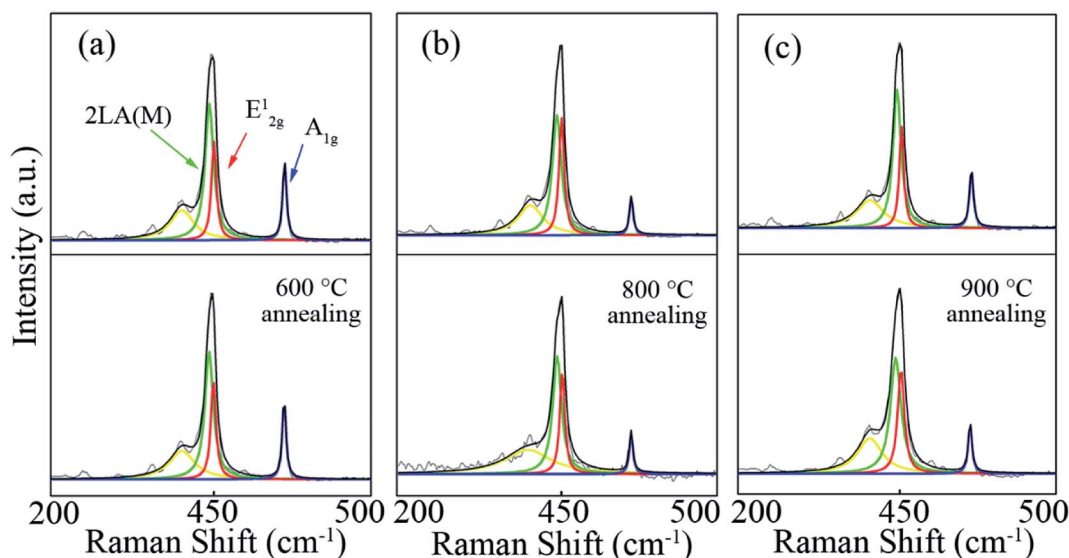 (a)
(b)
(c)
2LA(M)
E¹₂g
A₁g
Intensity (a.u.)
600 °C
annealing
800 °C
annealing
900 °C
annealing
200 450 500
200 450 500
200 450 500
Raman Shift (cm⁻¹)
Raman Shift (cm⁻¹)
Raman Shift (cm⁻¹)